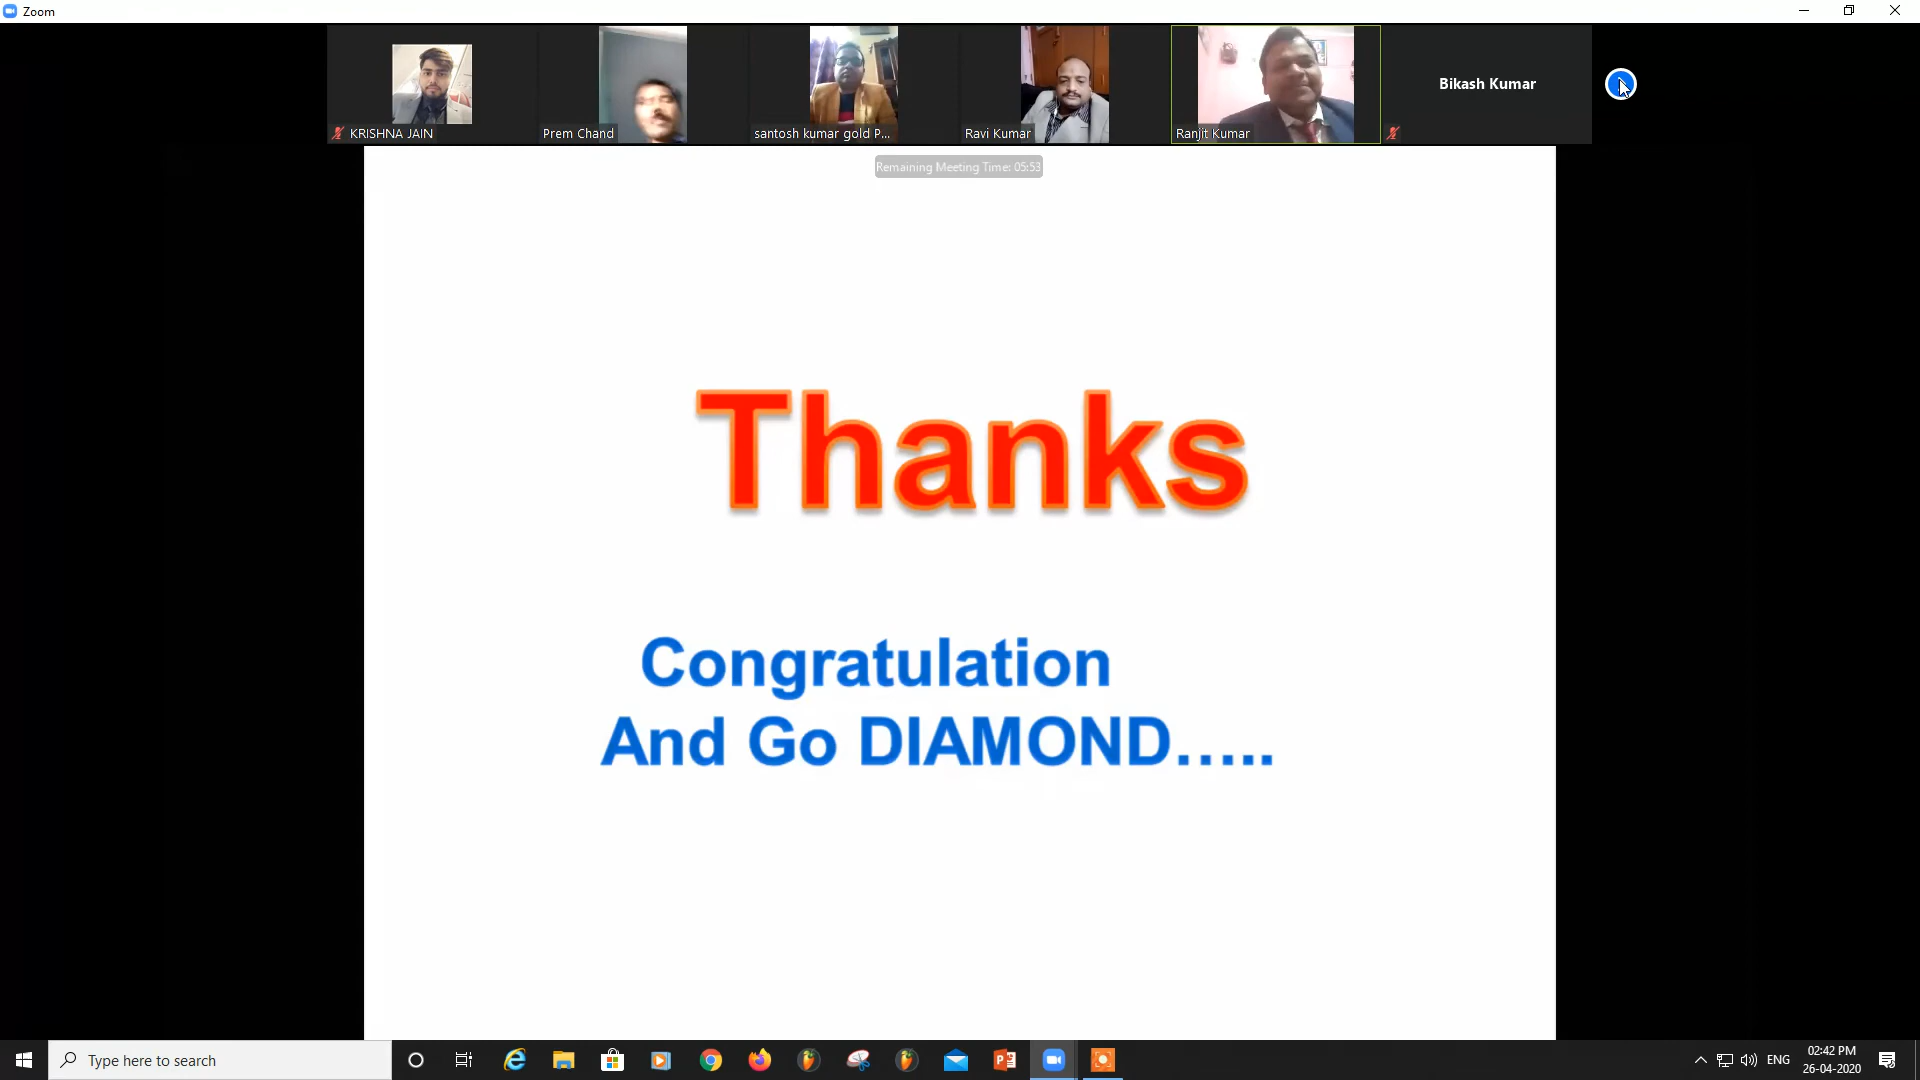 Zoom
KRISHNA JAIN
Prem Chand
santosh kumar gold P...
Ravi Kumar
Ranjit Kumar
Bikash Kumar
Remaining Meeting Time: 05:53
Thanks
Congratulation
And Go DIAMOND.....
Type here to search
ENG
02:42 PM
26-04-2020